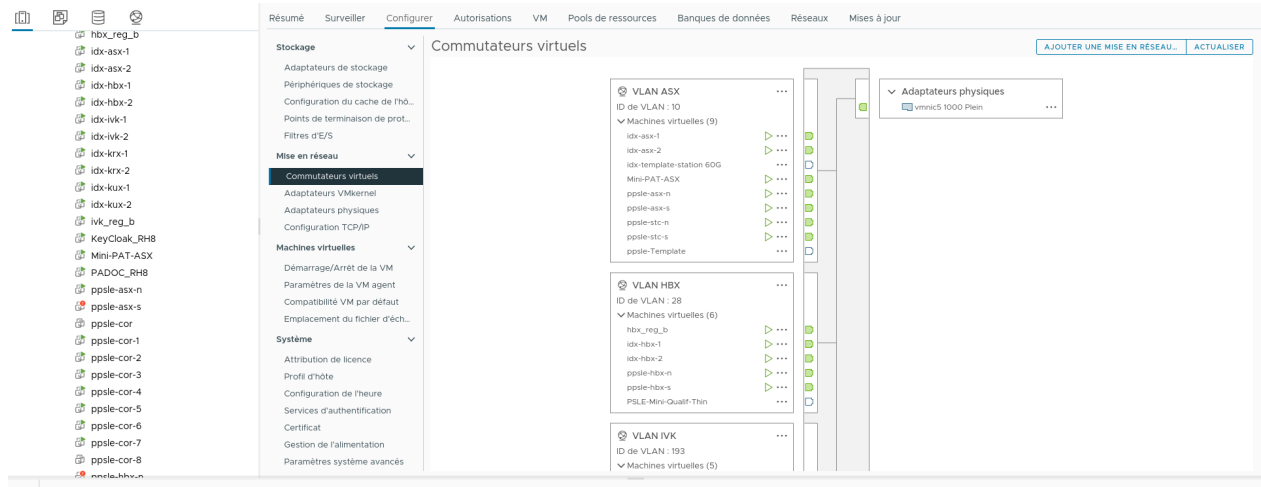 Résumé Surveiller Configurer Autorisations VM Pools de ressources Banques de données Réseaux Mises à jour
hbx_reg_b
idx-asx-1
idx-asx-2
idx-hbx-1
idx-hbx-2
idx-ivk-1
idx-ivk-2
idx-krx-1
idx-krx-2
idx-kux-1
idx-kux-2
ivk_reg_b
KeyCloak_RH8
Mini-PAT-ASX
PADOC_RH8
ppsle-asx-n
ppsle-asx-s
ppsle-cor
ppsle-cor-1
ppsle-cor-2
ppsle-cor-3
ppsle-cor-4
ppsle-cor-5
ppsle-cor-6
ppsle-cor-7
ppsle-cor-8
ppsle-hbx-n
Stockage
Adaptateurs de stockage
Périphériques de stockage
Configuration du cache de l'hô...
Points de terminaison de prot...
Filtres d'E/S
Mise en réseau
Commutateurs virtuels
Adaptateurs VMkernel
Adaptateurs physiques
Configuration TCP/IP
Machines virtuelles
Démarrage/Arrêt de la VM
Paramètres de la VM agent
Compatibilité VM par défaut
Emplacement du fichier d'éch...
Système
Attribution de licence
Profil d'hôte
Configuration de l'heure
Services d'authentification
Certificat
Gestion de l'alimentation
Paramètres système avancés
Commutateurs virtuels
AJOUTER UNE MISE EN RÉSEAU... ACTUALISER
VLAN ASX ...
ID de VLAN : 10
Machines virtuelles (9)
idx-asx-1 ...
idx-asx-2 ...
idx-template-station 60G ...
Mini-PAT-ASX ...
ppsle-asx-n ...
ppsle-asx-s ...
ppsle-stc-n ...
ppsle-stc-s ...
ppsle-Template ...
VLAN HBX ...
ID de VLAN : 28
Machines virtuelles (6)
hbx_reg_b ...
idx-hbx-1 ...
idx-hbx-2 ...
ppsle-hbx-n ...
ppsle-hbx-s ...
PSLE-Mini-Qualif-Thin ...
VLAN IVK ...
ID de VLAN : 193
Machines virtuelles (5)
Adaptateurs physiques
vmnic5 1000 Plein ...